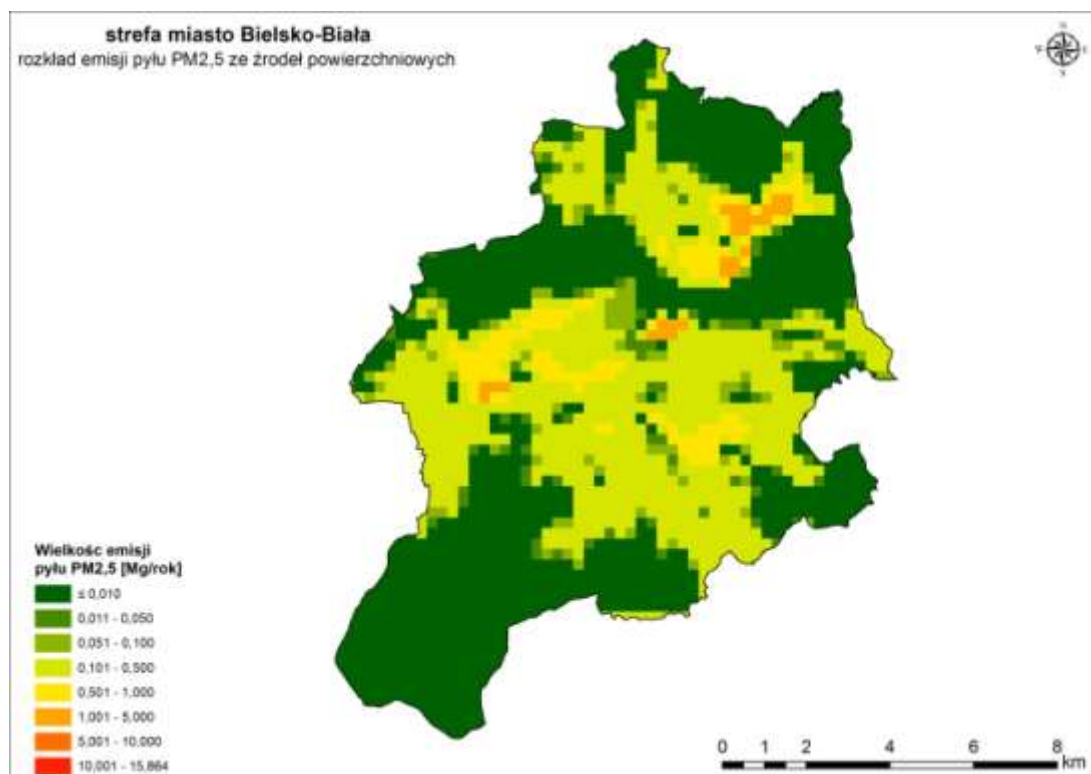 strefa miasto Bielsko-Biała
rozkład emisji pyłu PM2,5 ze źrodeł powierzchniowych
Wielkość emisji
pyłu PM2,5 [Mg/rok]
≤ 0,010
0,011 - 0,050
0,051 - 0,100
0,101 - 0,500
0,501 - 1,000
1,001 - 5,000
5,001 - 10,000
10,001 - 15,864
0 1 2 4 6 8
km